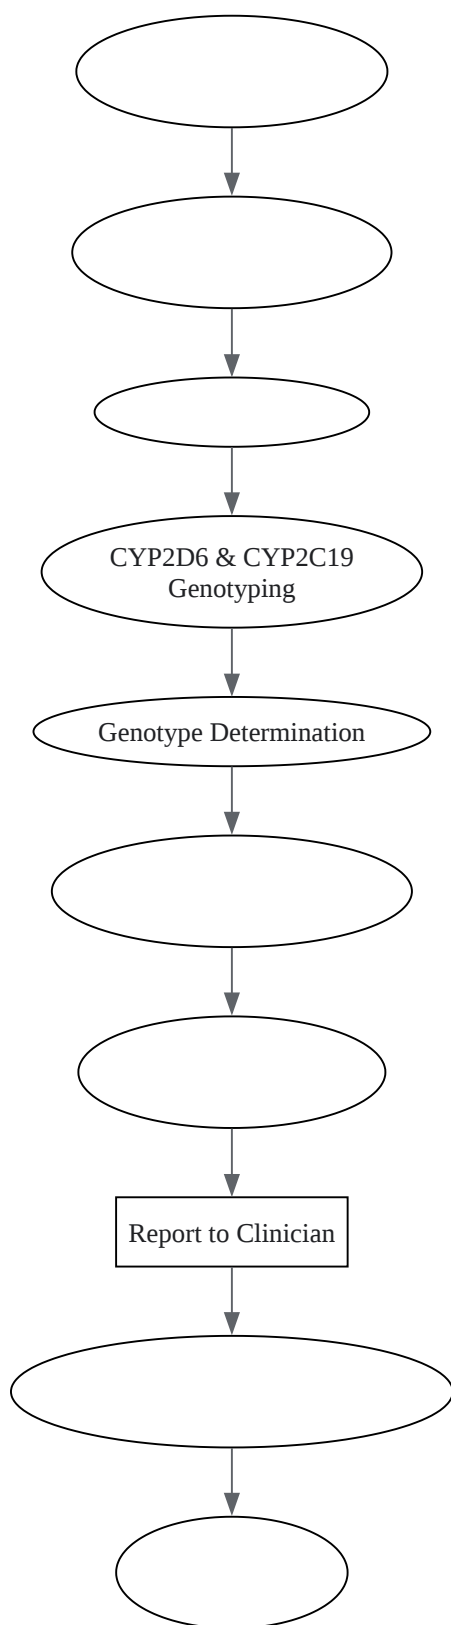 CYP2D6 & CYP2C19
Genotyping
Genotype Determination
Report to Clinician